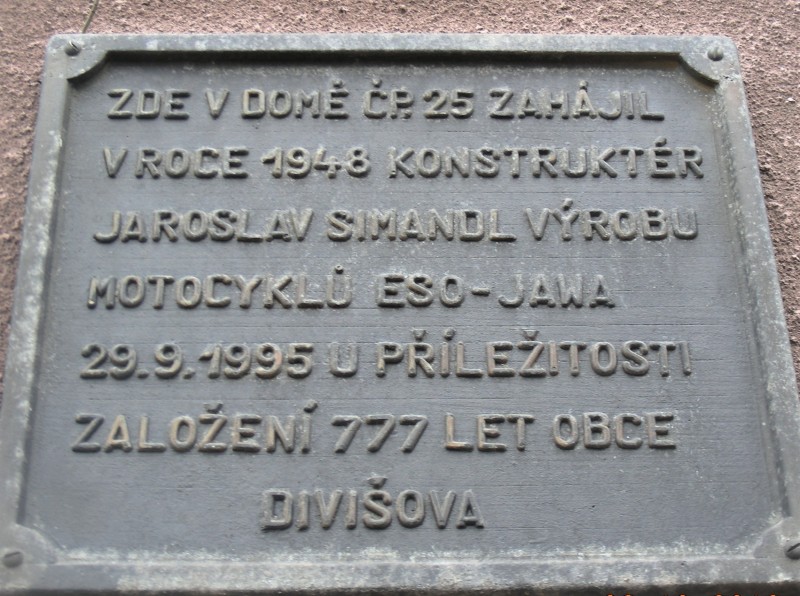 ZDE V DOMĚ ČP. 25 ZAHÁJIL
V ROCE 1948 KONSTRUKTÉR
JAROSLAV SIMANDL VÝROBU
MOTOCYKLŮ ESO-JAWA
29.9.1995 U PŘÍLEŽITOSTI
ZALOŽENÍ 777 LET OBCE
DIVIŠOVA